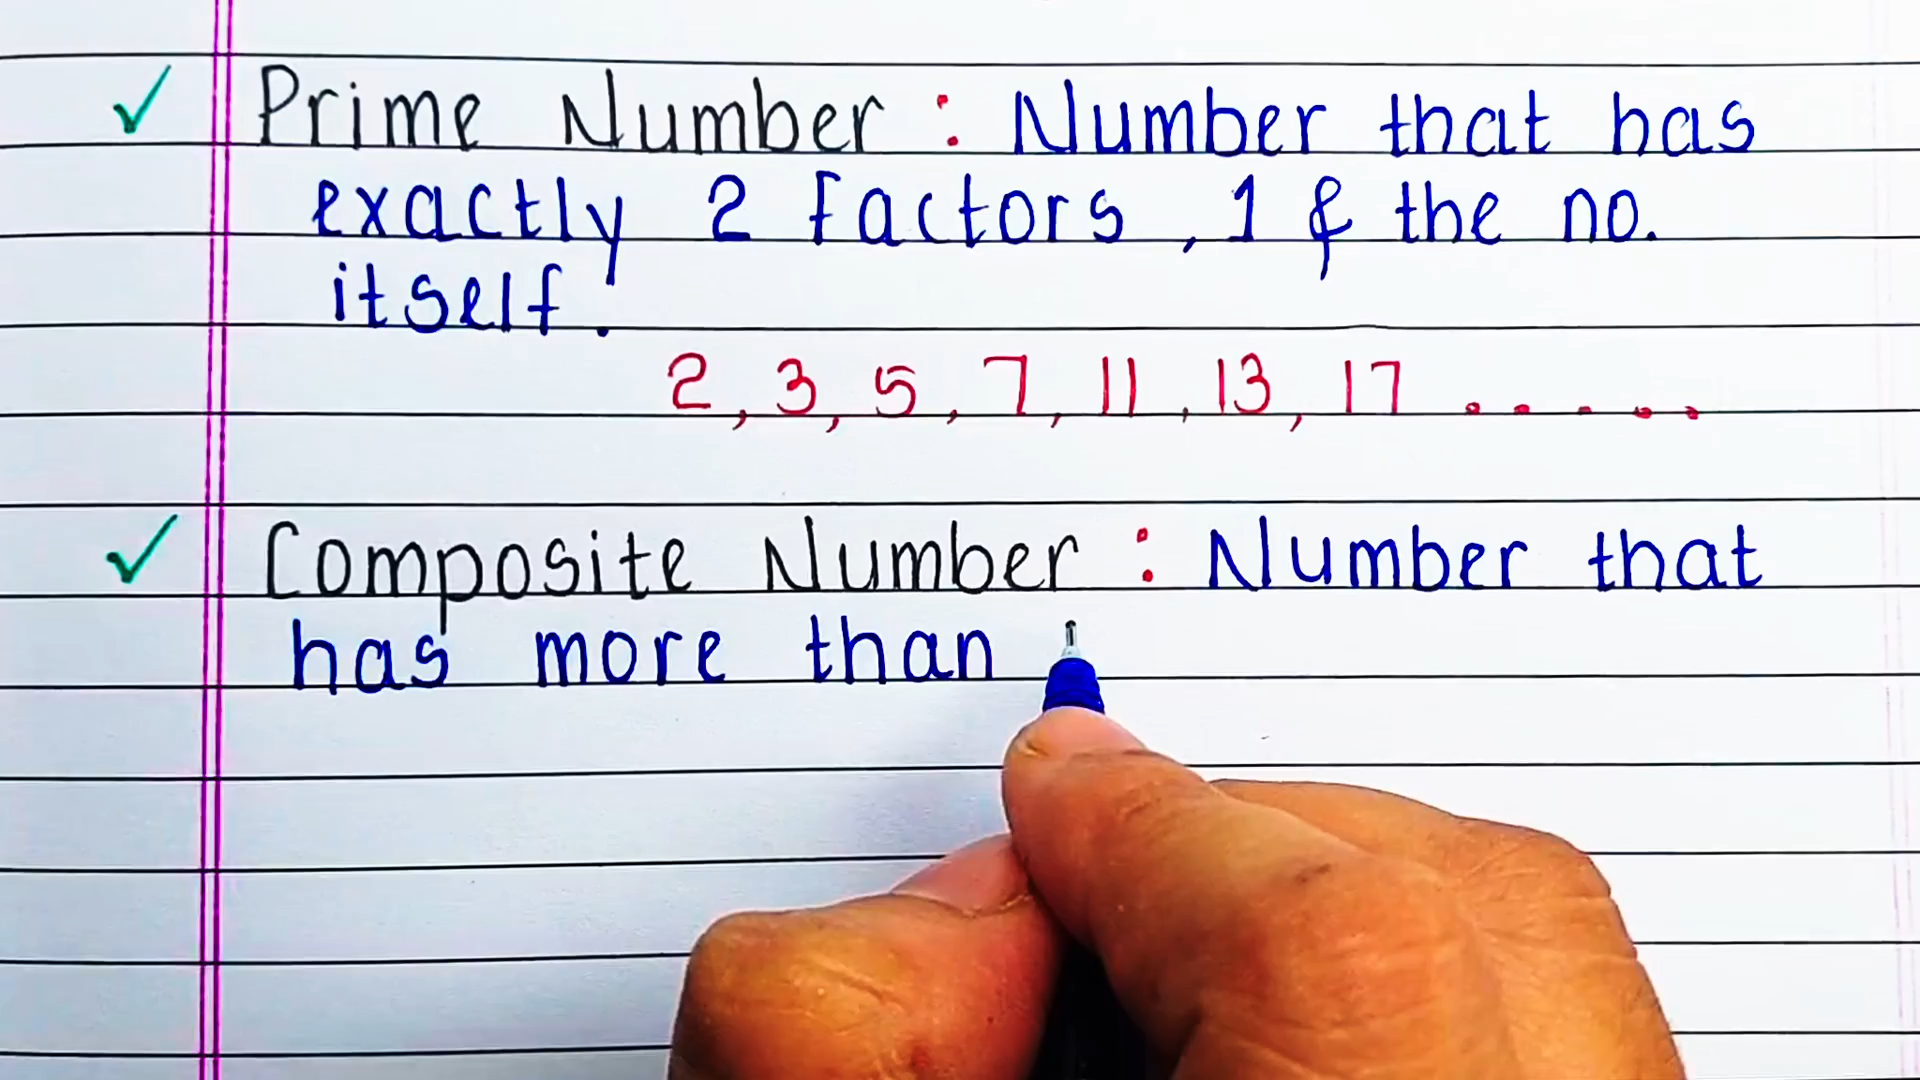 ✓ Prime Number : Number that has
exactly 2 factors, 1 & the no.
itself.
2, 3, 5, 7, 11, 13, 17 . . . . .
✓ Composite Number : Number that
has more than